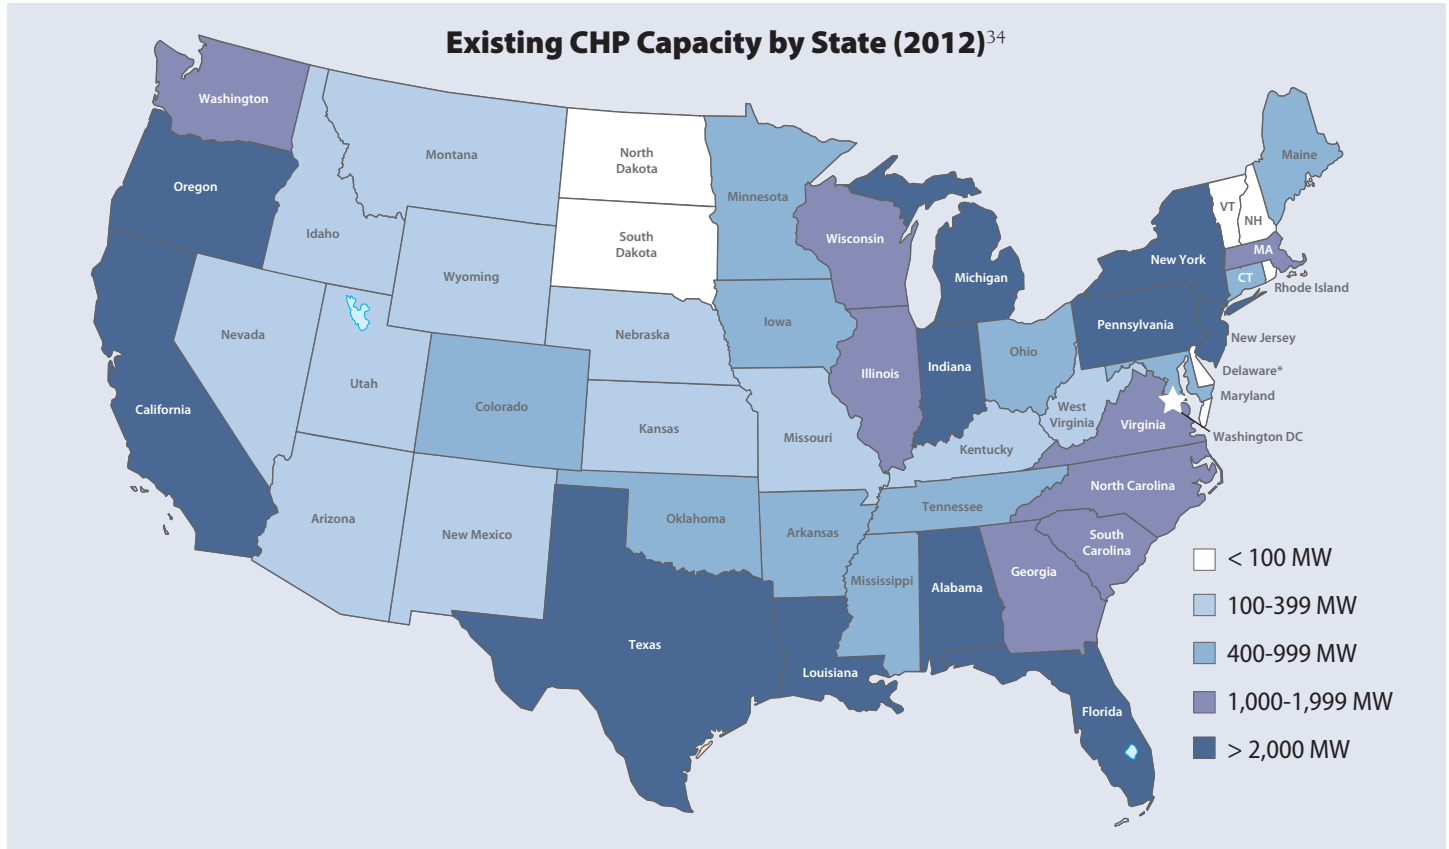 Existing CHP Capacity by State (2012)34
Washington
Oregon
California
Nevada
Idaho
Montana
Wyoming
Utah
Arizona
Colorado
New Mexico
North
Dakota
South
Dakota
Nebraska
Kansas
Oklahoma
Texas
Minnesota
Iowa
Missouri
Arkansas
Louisiana
Wisconsin
Illinois
Michigan
Indiana
Ohio
Kentucky
Tennessee
Mississippi
Alabama
Georgia
Florida
South
Carolina
North Carolina
Virginia
West
Virginia
Pennsylvania
New York
VT
NH
Maine
MA
CT
Rhode Island
New Jersey
Delaware*
Maryland
Washington DC
< 100 MW
100-399 MW
400-999 MW
1,000-1,999 MW
> 2,000 MW